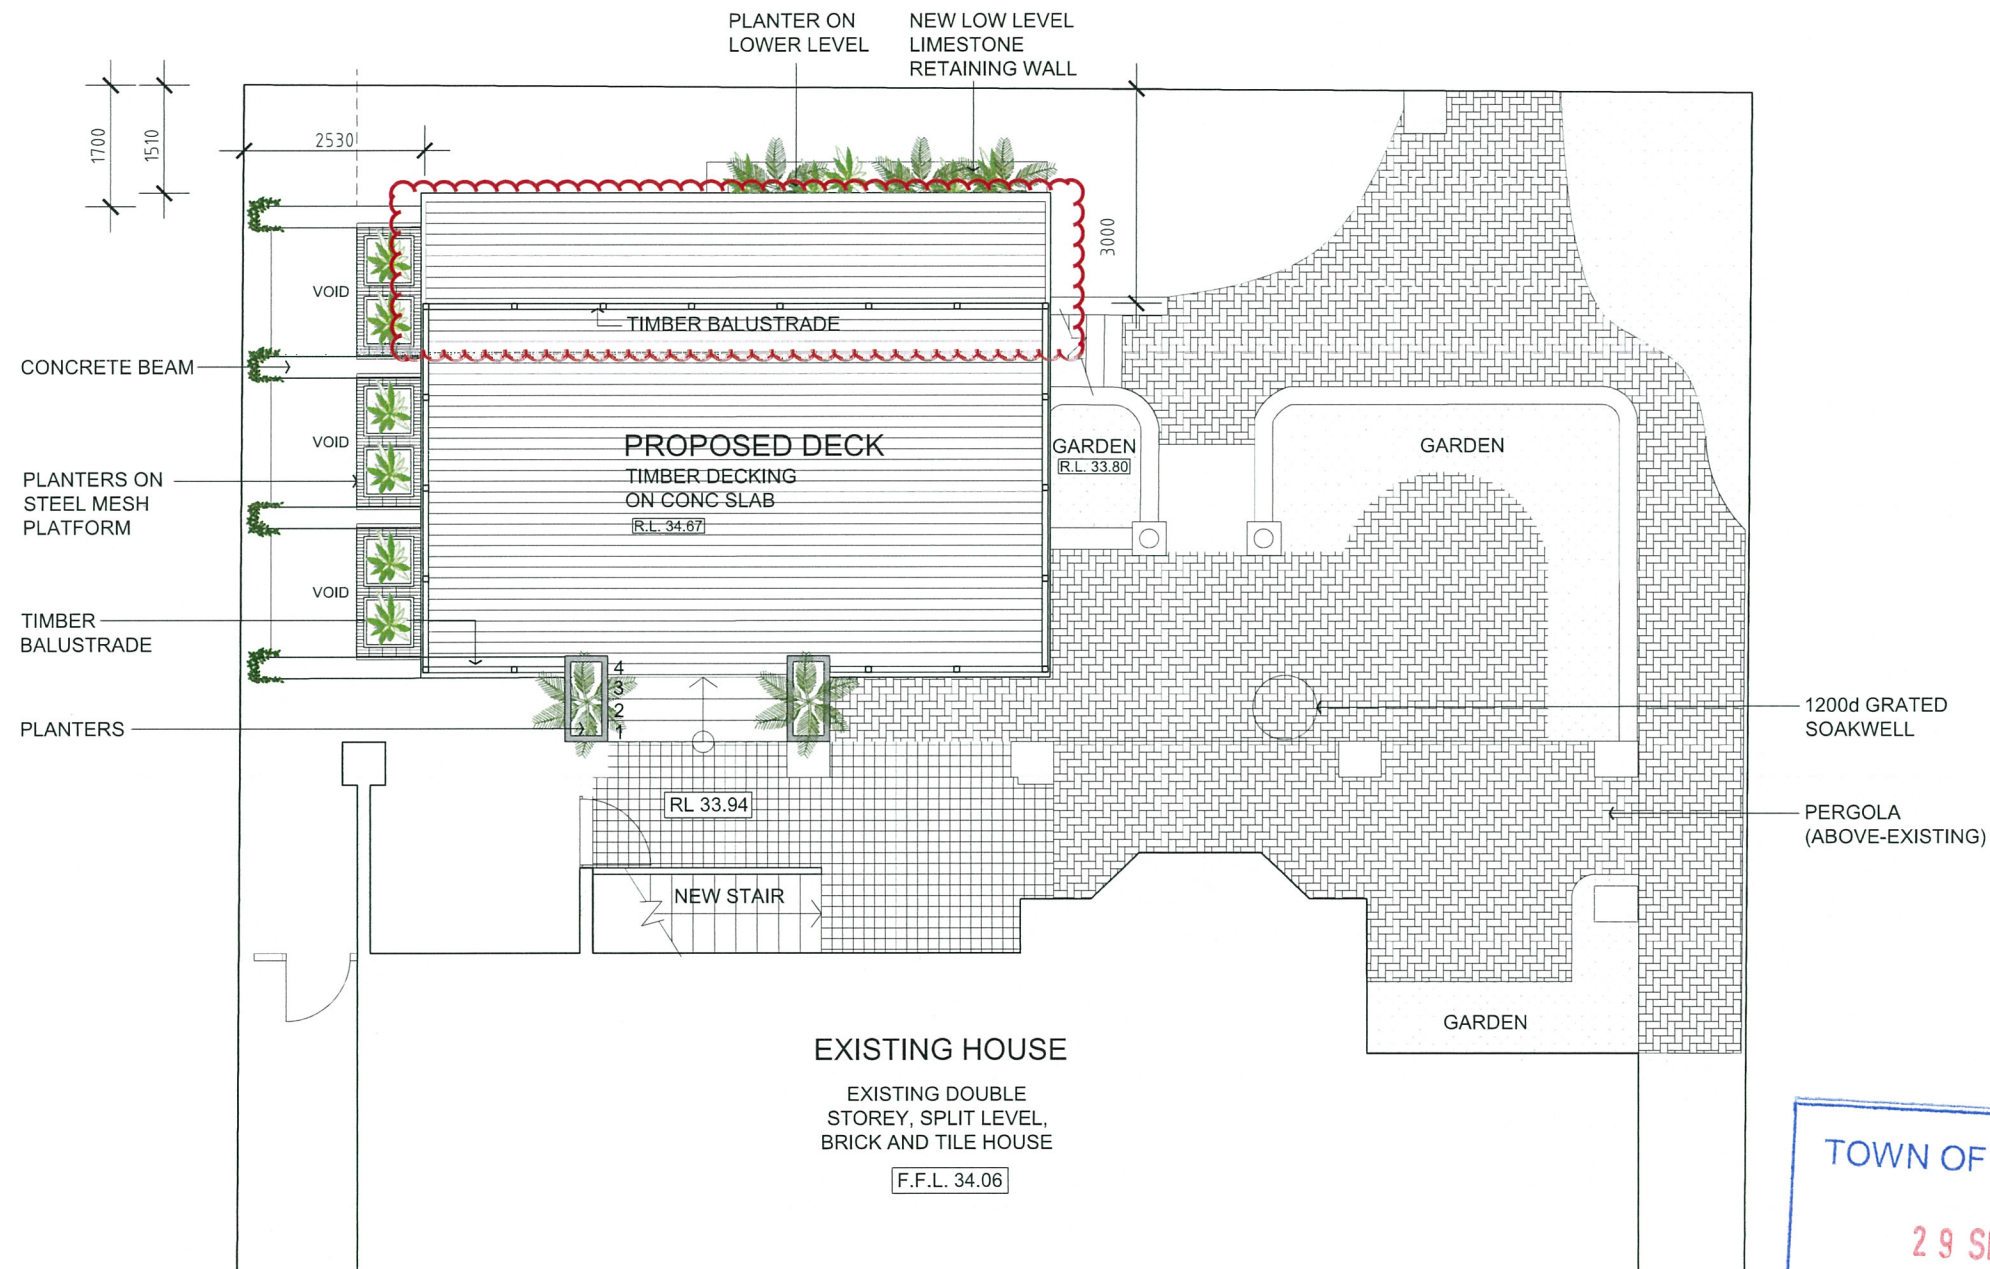 PLANTER ON
LOWER LEVEL
NEW LOW LEVEL
LIMESTONE
RETAINING WALL
1700
1510
2530
3000
VOID
TIMBER BALUSTRADE
CONCRETE BEAM
VOID
PROPOSED DECK
TIMBER DECKING
ON CONC SLAB
R.L. 34.67
GARDEN
R.L. 33.80
GARDEN
PLANTERS ON
STEEL MESH
PLATFORM
VOID
TIMBER
BALUSTRADE
4
3
2
1
PLANTERS
1200d GRATED
SOAKWELL
RL 33.94
PERGOLA
(ABOVE-EXISTING)
NEW STAIR
GARDEN
EXISTING HOUSE
EXISTING DOUBLE
STOREY, SPLIT LEVEL,
BRICK AND TILE HOUSE
F.F.L. 34.06
TOWN OF
29 S